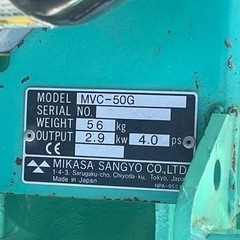 MODEL MVC-50G
SERIAL NO.
WEIGHT 56 kg
OUTPUT 2.9 kW 4.0 ps
MIKASA SANGYO CO.,LTD.
1-4-3, Sarugaku-cho, Chiyoda-ku, Tokyo, Japan
Made in Japan